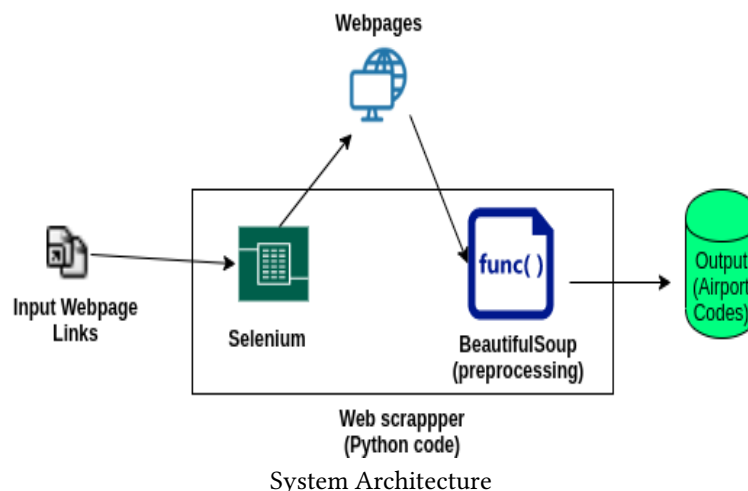 Webpages
Input Webpage
Links
Selenium
func( )
BeautifulSoup
(preprocessing)
Output
(Airport
Codes)
Web scrappper
(Python code)
System Architecture